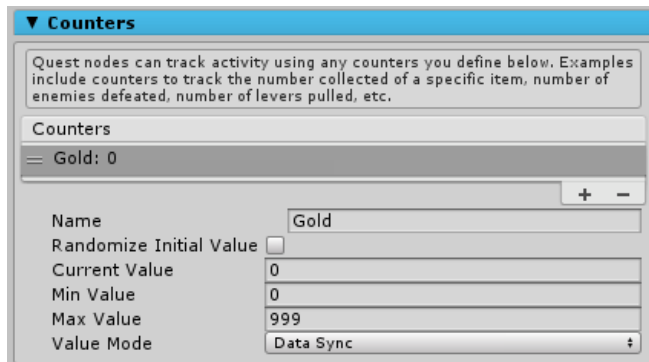 ▼ Counters
Quest nodes can track activity using any counters you define below. Examples
include counters to track the number collected of a specific item, number of
enemies defeated, number of levers pulled, etc.
Counters
Gold: 0
+ −
Name Gold
Randomize Initial Value
Current Value 0
Min Value 0
Max Value 999
Value Mode Data Sync